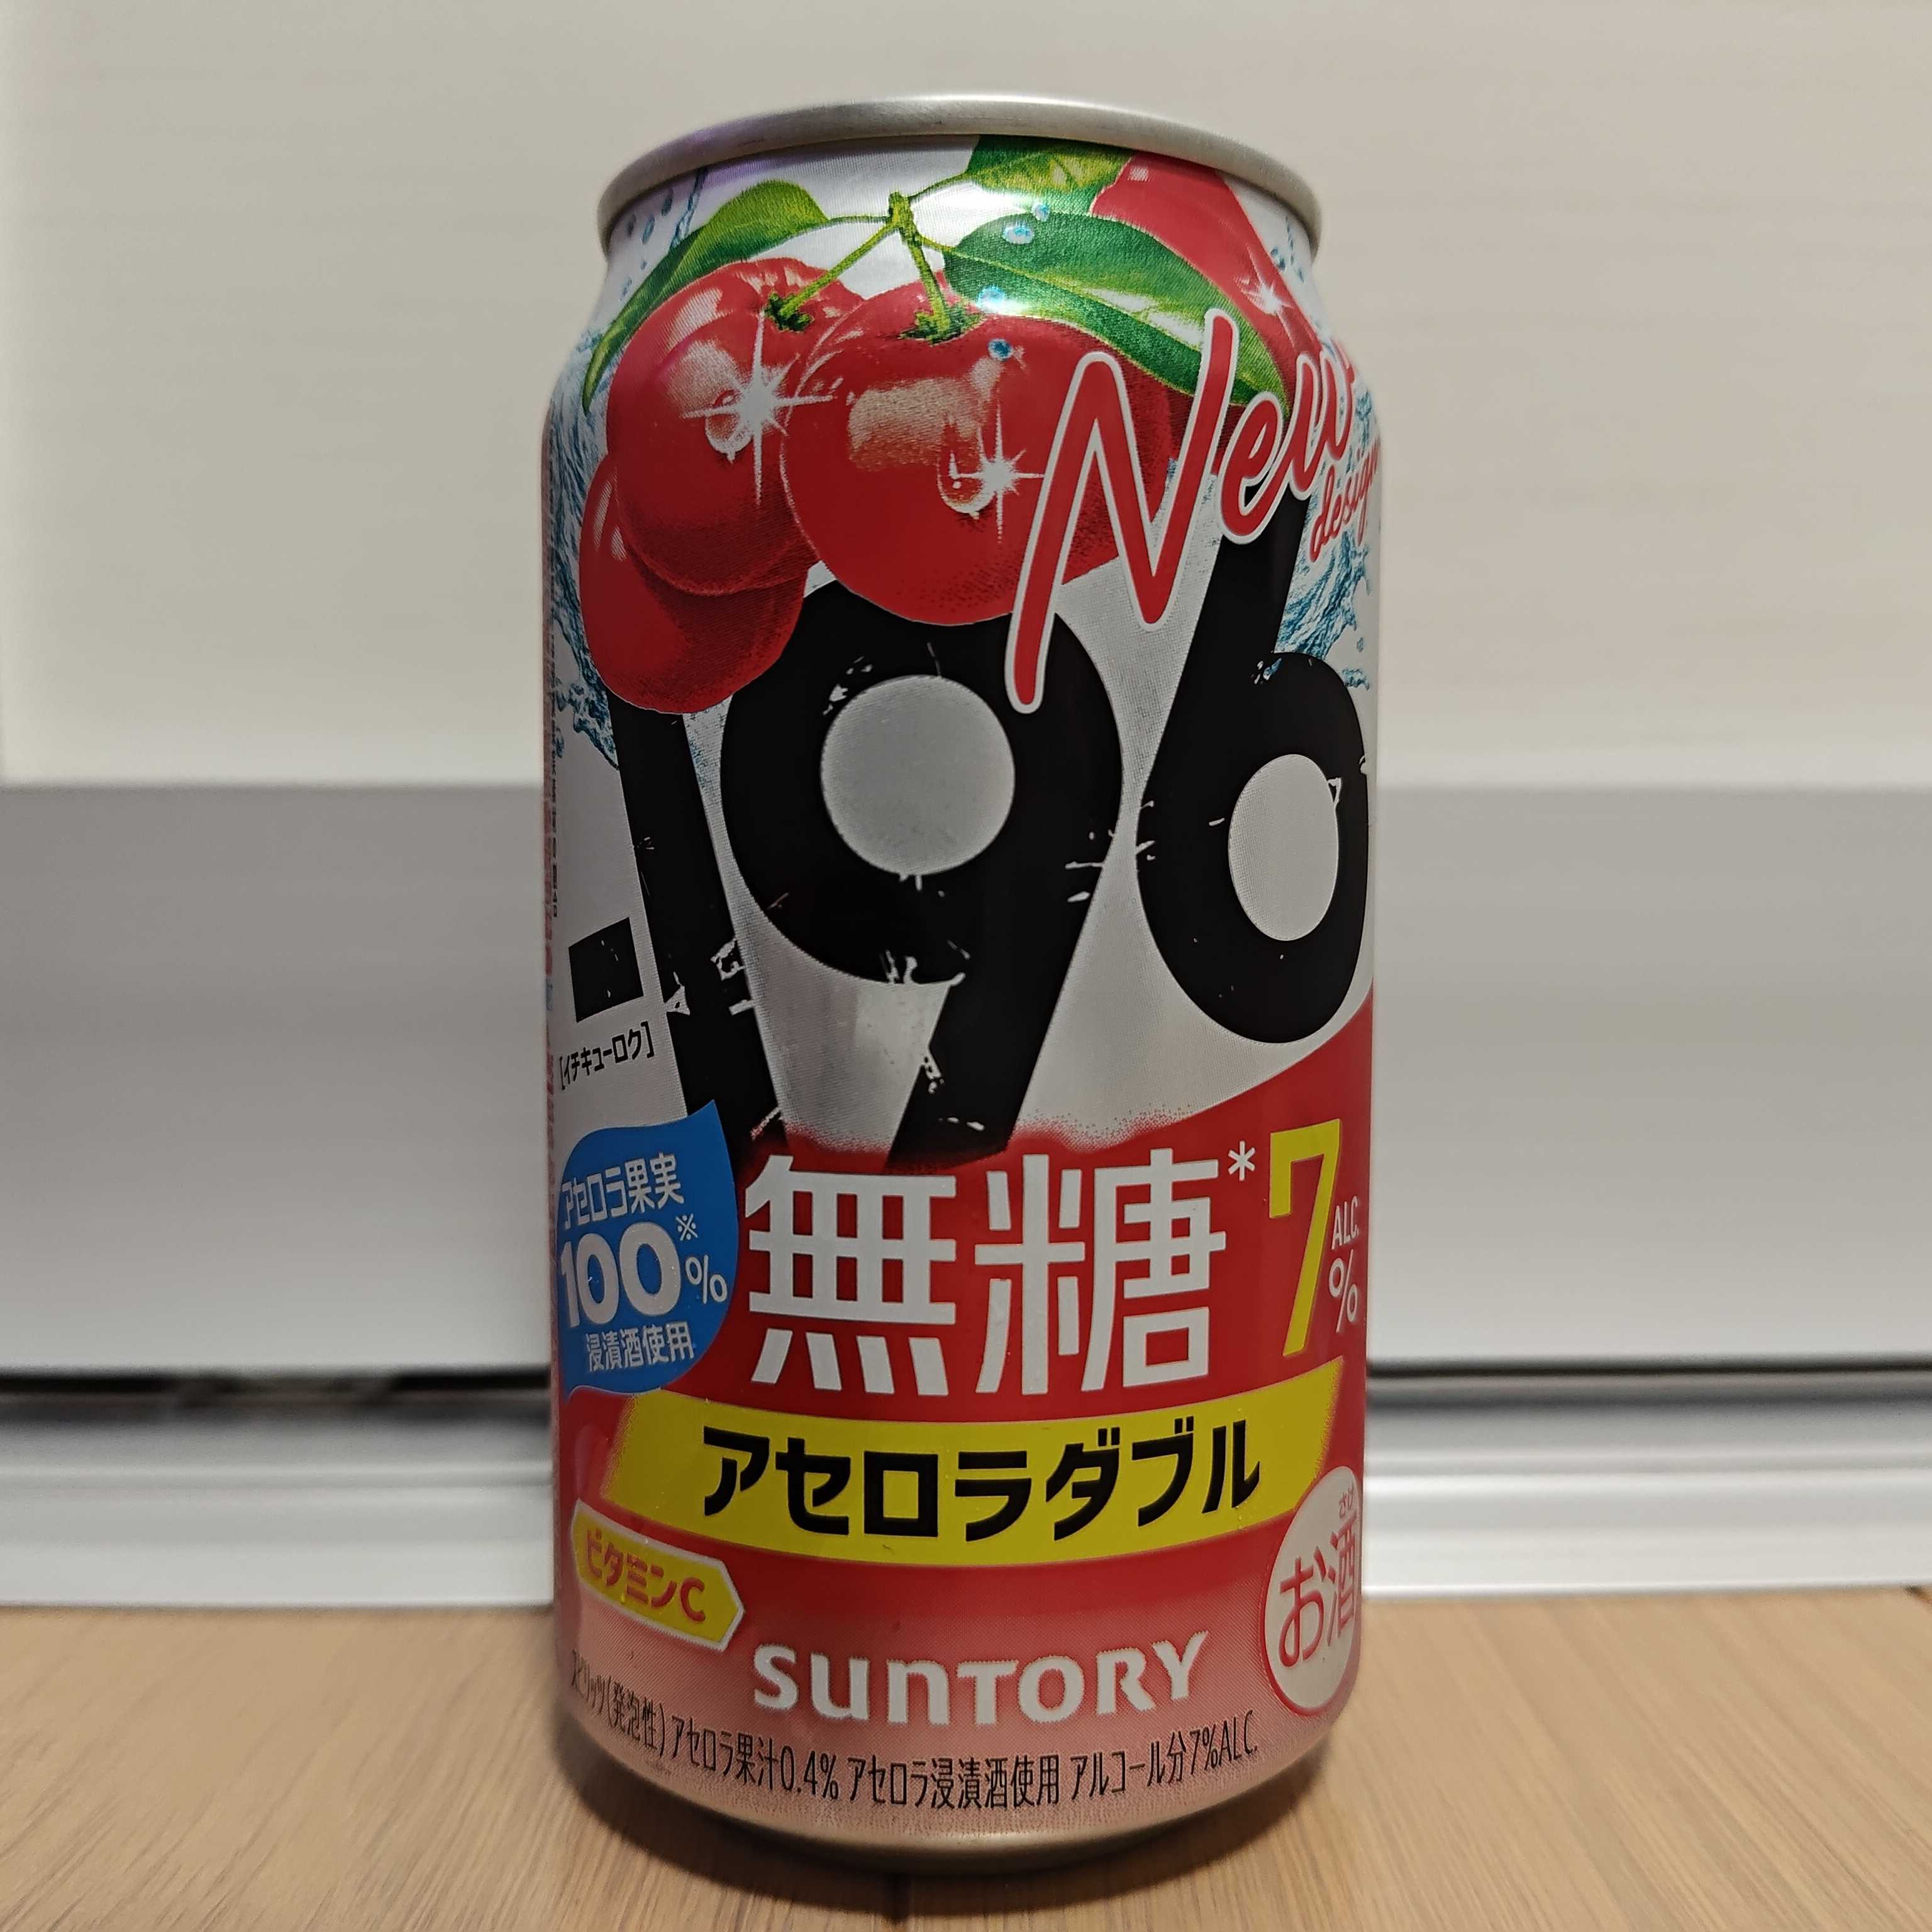 New
design
-196
[イチキューロク]
アセロラ果実
100※%
浸漬酒使用
無糖*
7
ALC.
%
アセロラダブル
ビタミンC
さけ
お酒
SUNTORY
スピリッツ(発泡性) アセロラ果汁0.4% アセロラ浸漬酒使用 アルコール分7%ALC.